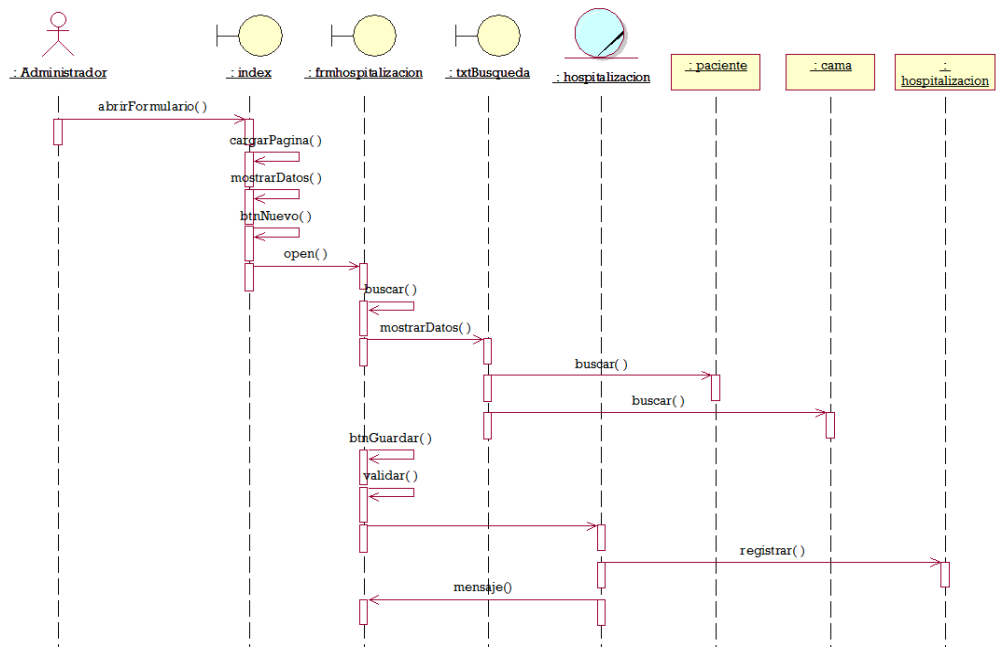 : Administrador
: index
: frmhospitalizacion
: txtBusqueda
: hospitalizacion
: paciente
: cama
:
hospitalizacion
abrirFormulario( )
cargarPagina( )
mostrarDatos( )
btnNuevo( )
open( )
buscar( )
mostrarDatos( )
buscar( )
buscar( )
btnGuardar( )
validar( )
registrar( )
mensaje()